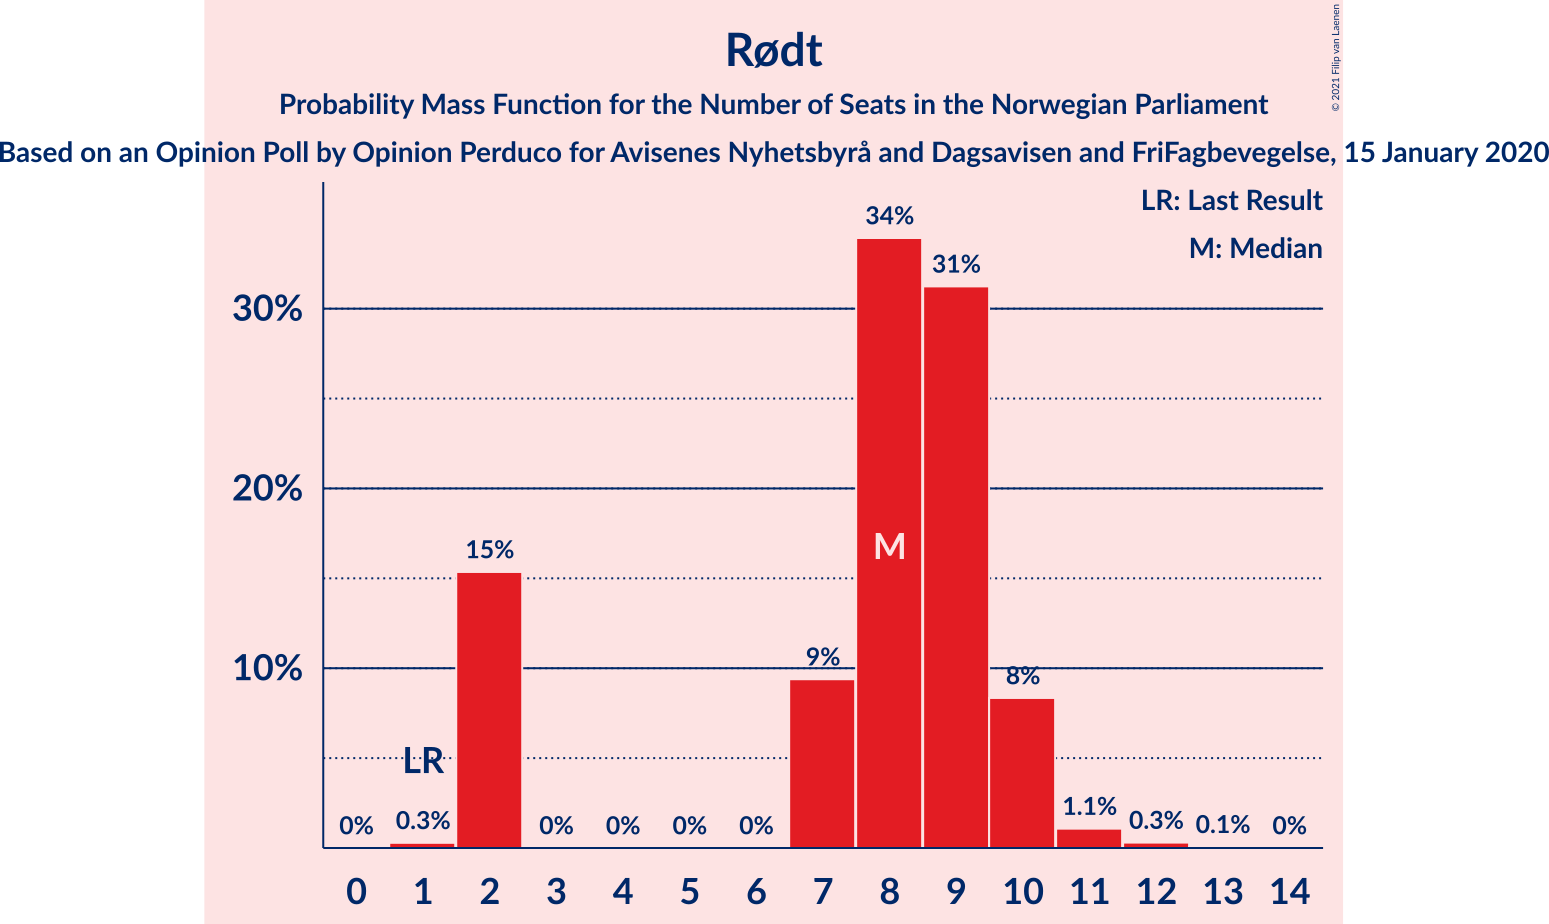 Rødt
Probability Mass Function for the Number of Seats in the Norwegian Parliament
Based on an Opinion Poll by Opinion Perduco for Avisenes Nyhetsbyrå and Dagsavisen and FriFagbevegelse, 15 January 2020
© 2021 Filip van Laenen
LR: Last Result
M: Median
34%
31%
30%
20%
15%
M
9%
10%
8%
LR
0%
0.3%
0%
0%
0%
0%
1.1%
0.3%
0.1%
0%
0 1 2 3 4 5 6 7 8 9 10 11 12 13 14